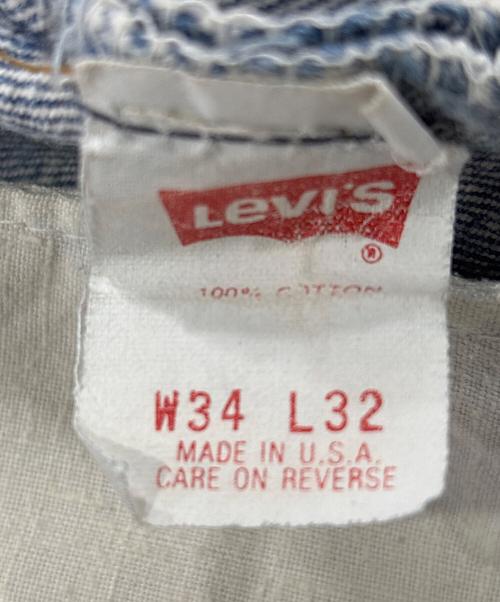 Levi's
®
100% COTTON
W34 L32
MADE IN U.S.A.
CARE ON REVERSE